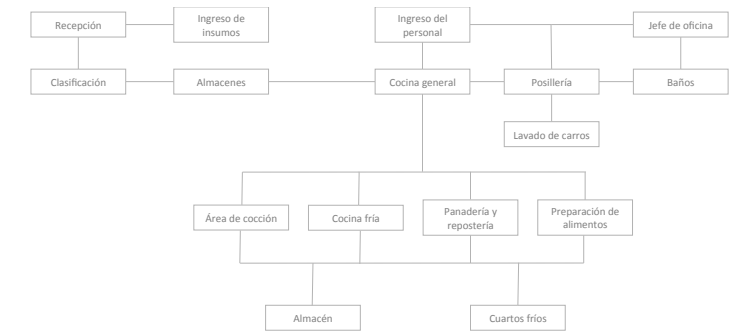 Recepción
Ingreso de
insumos
Ingreso del
personal
Jefe de oficina
Clasificación
Almacenes
Cocina general
Posillería
Baños
Lavado de carros
Área de cocción
Cocina fría
Panadería y
repostería
Preparación de
alimentos
Almacén
Cuartos fríos